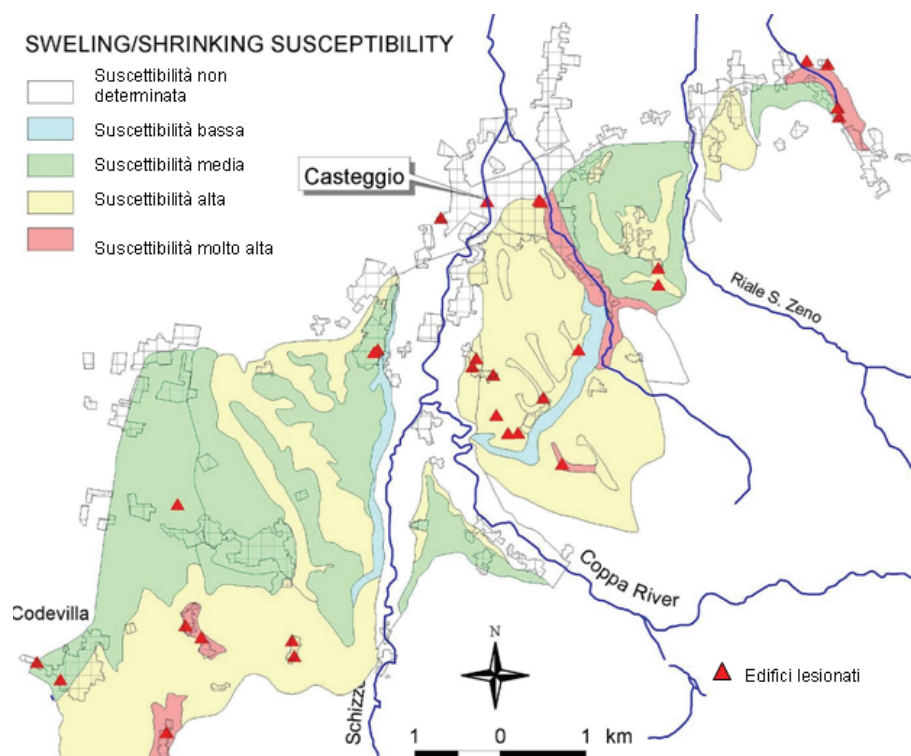 SWELING/SHRINKING SUSCEPTIBILITY
Suscettibilità non
determinata
Suscettibilità bassa
Suscettibilità media
Suscettibilità alta
Suscettibilità molto alta
Casteggio
Riale S. Zeno
Coppa River
Codevilla
Schizzo
N
Edifici lesionati
1 0 1 km